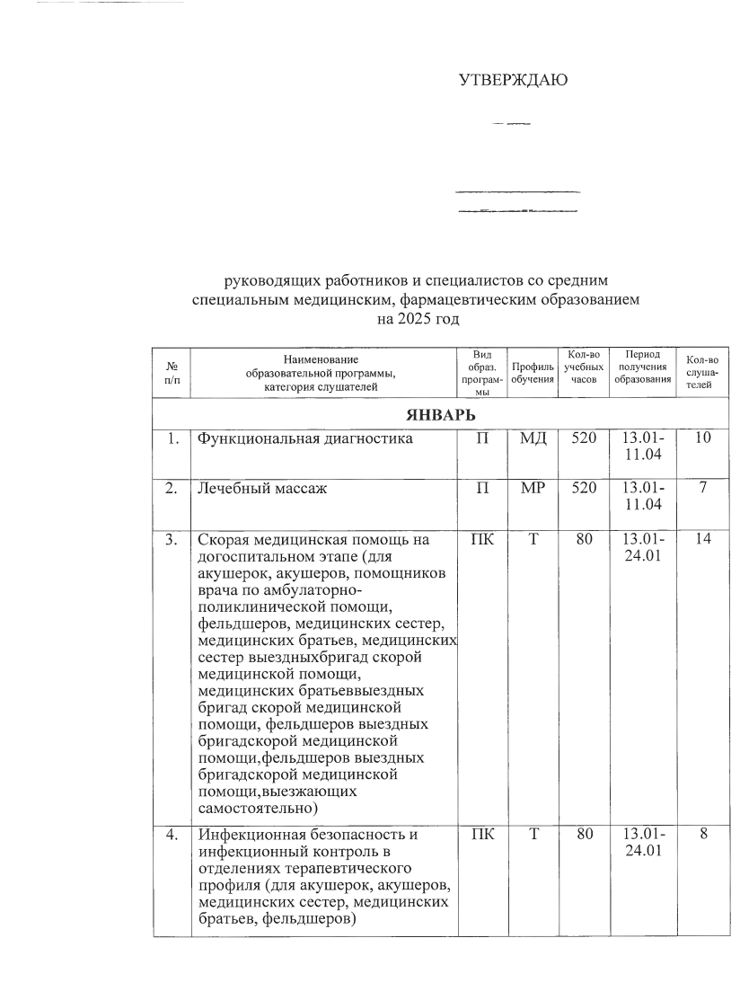 УТВЕРЖДАЮ
руководящих работников и специалистов со средним
специальным медицинским, фармацевтическим образованием
на 2025 год
№
п/п
Наименование
образовательной программы,
категория слушателей
Вид
образ.
програм-
мы
Профиль
обучения
Кол-во
учебных
часов
Период
получения
образования
Кол-во
слуша-
телей
ЯНВАРЬ
1.
Функциональная диагностика
П
МД
520
13.01-
11.04
10
2.
Лечебный массаж
П
МР
520
13.01-
11.04
7
3.
Скорая медицинская помощь на
догоспитальном этапе (для
акушерок, акушеров, помощников
врача по амбулаторно-
поликлинической помощи,
фельдшеров, медицинских сестер,
медицинских братьев, медицинских
сестер выездныхбригад скорой
медицинской помощи,
медицинских братьеввыездных
бригад скорой медицинской
помощи, фельдшеров выездных
бригадскорой медицинской
помощи,фельдшеров выездных
бригадскорой медицинской
помощи,выезжающих
самостоятельно)
ПК
Т
80
13.01-
24.01
14
4.
Инфекционная безопасность и
инфекционный контроль в
отделениях терапевтического
профиля (для акушерок, акушеров,
медицинских сестер, медицинских
братьев, фельдшеров)
ПК
Т
80
13.01-
24.01
8